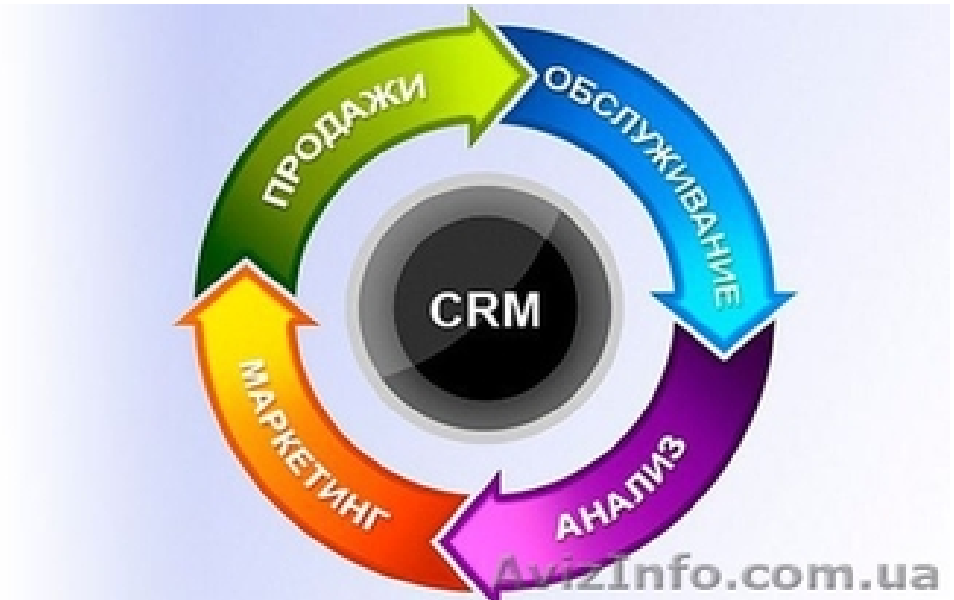 ПРОДАЖИ
ОБСЛУЖИВАНИЕ
CRM
МАРКЕТИНГ
АНАЛИЗ
AvizInfo.com.ua